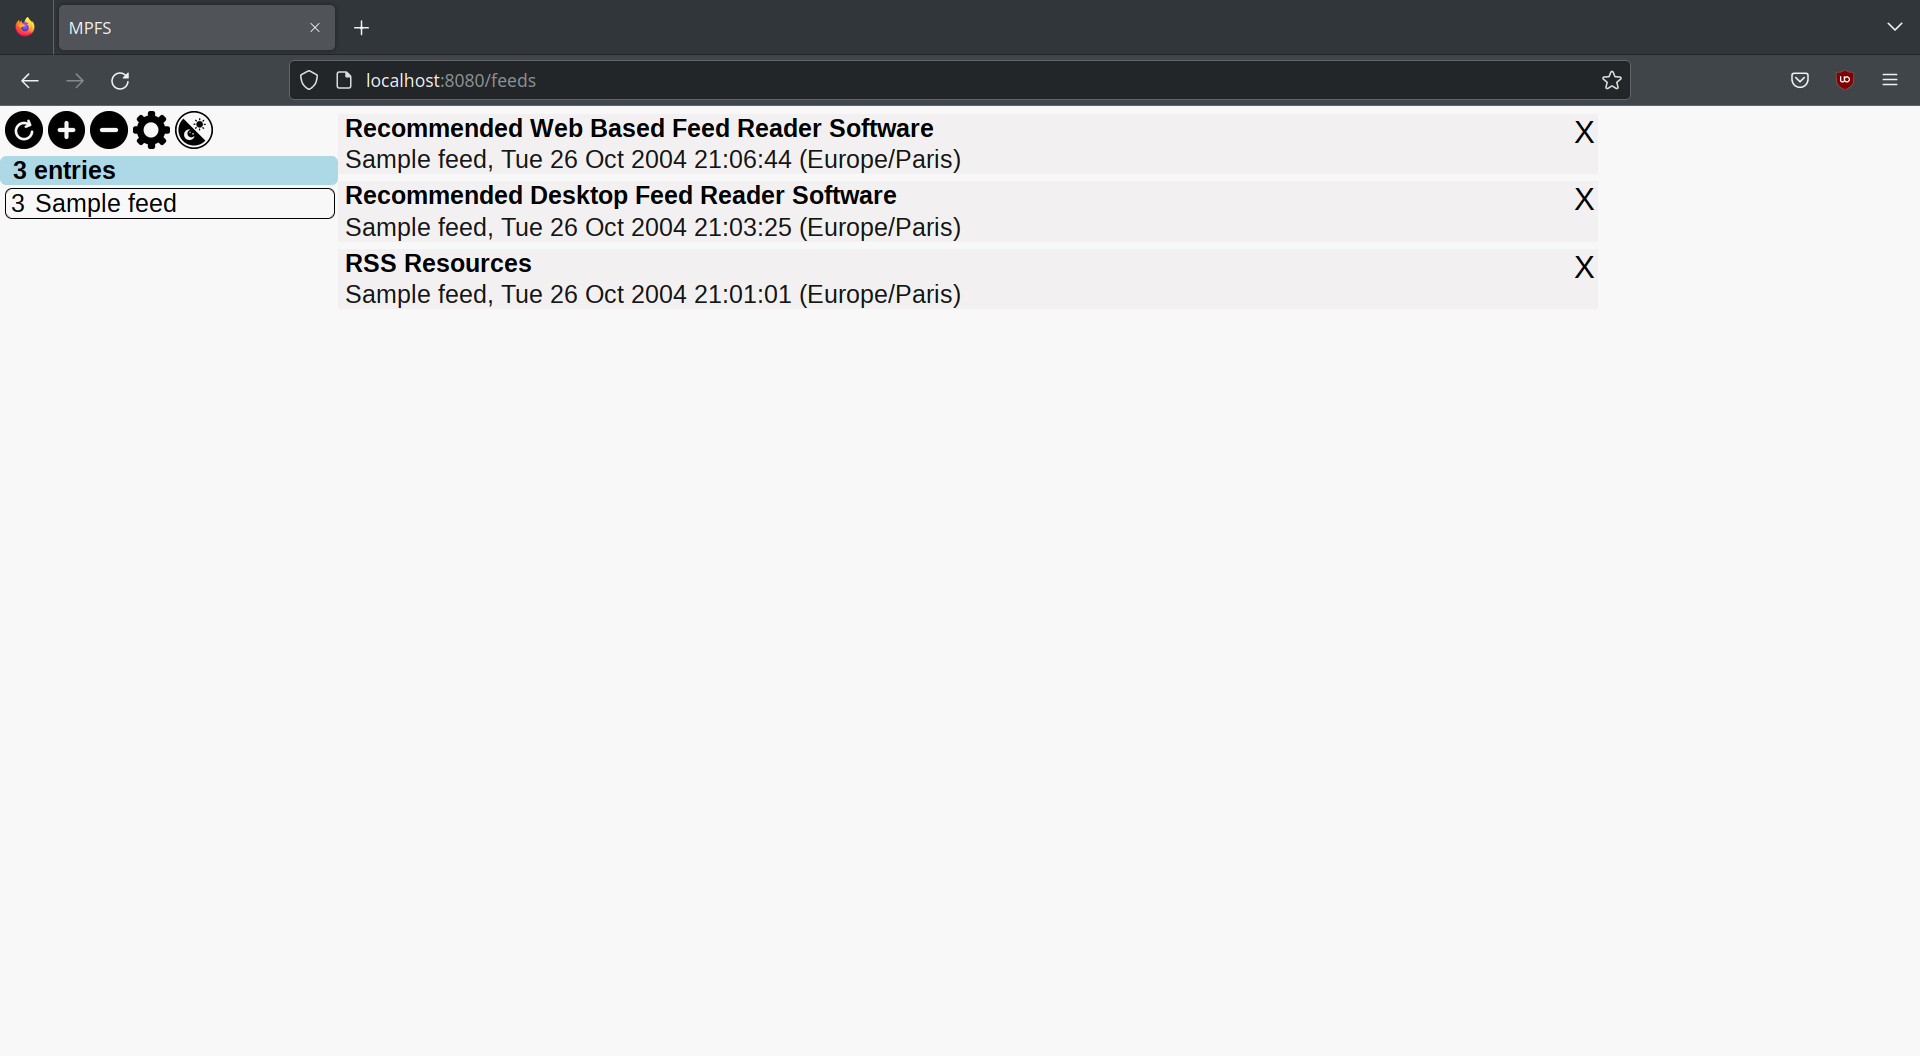 MPFS
localhost:8080/feeds
3 entries
3 Sample feed
Recommended Web Based Feed Reader Software
X
Sample feed, Tue 26 Oct 2004 21:06:44 (Europe/Paris)
Recommended Desktop Feed Reader Software
X
Sample feed, Tue 26 Oct 2004 21:03:25 (Europe/Paris)
RSS Resources
X
Sample feed, Tue 26 Oct 2004 21:01:01 (Europe/Paris)